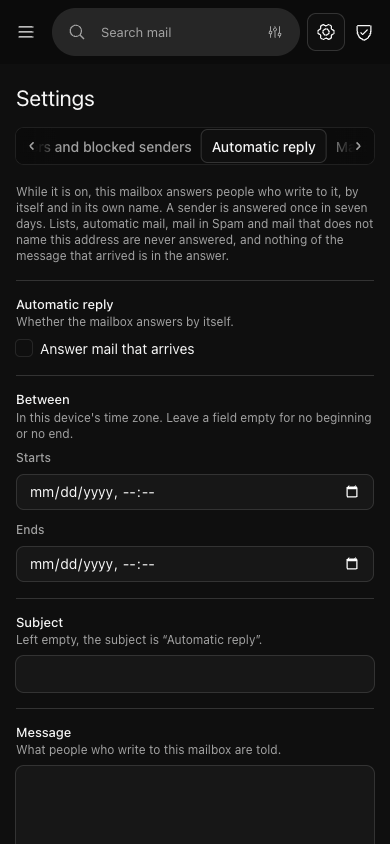 Search mail
Settings
rs and blocked senders
Automatic reply
While it is on, this mailbox answers people who write to it, by
itself and in its own name. A sender is answered once in seven
days. Lists, automatic mail, mail in Spam and mail that does not
name this address are never answered, and nothing of the
message that arrived is in the answer.
Automatic reply
Whether the mailbox answers by itself.
Answer mail that arrives
Between
In this device's time zone. Leave a field empty for no beginning
or no end.
Starts
mm/dd/yyyy, --:--
Ends
mm/dd/yyyy, --:--
Subject
Left empty, the subject is “Automatic reply”.
Message
What people who write to this mailbox are told.